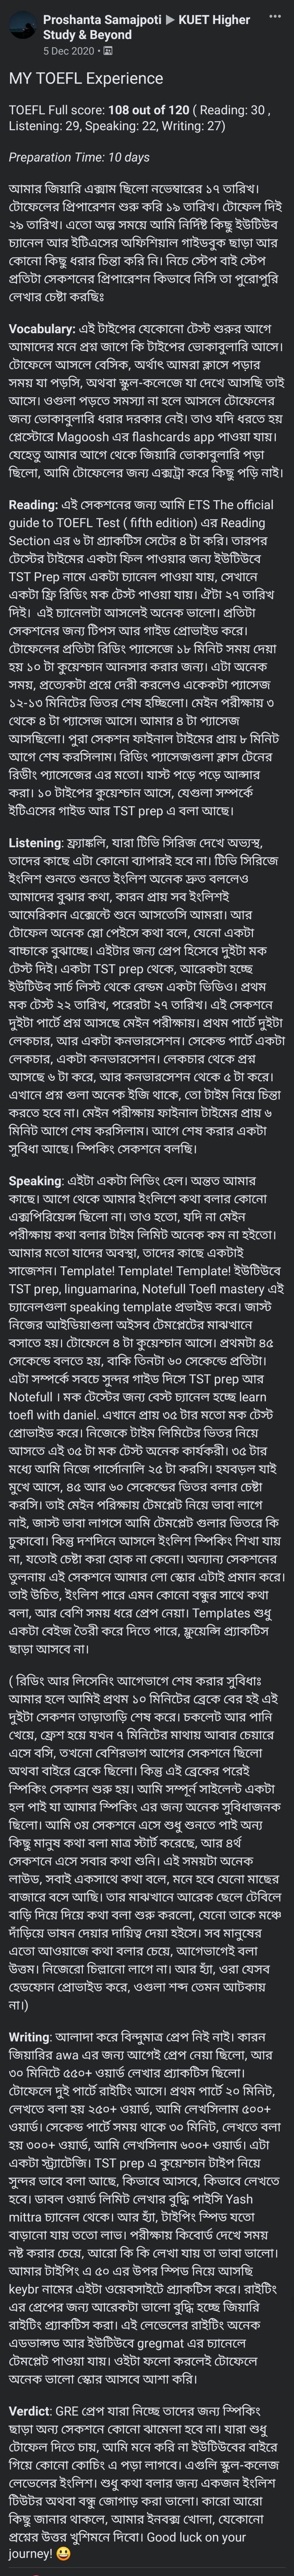 Proshanta Samajpoti ▶ KUET Higher
Study & Beyond
5 Dec 2020
MY TOEFL Experience
TOEFL Full score: 108 out of 120 ( Reading: 30 ,
Listening: 29, Speaking: 22, Writing: 27)
Preparation Time: 10 days
আমার জিয়ারি এক্সাম ছিলো নভেম্বারের ১৭ তারিখ।
টোফেলের প্রিপারেশন শুরু করি ১৯ তারিখ। টোফেল দিই
২৯ তারিখ। এতো অল্প সময়ে আমি নির্দিষ্ট কিছু ইউটিউব
চ্যানেল আর ইটিএসের অফিশিয়াল গাইডবুক ছাড়া আর
কোনো কিছু ধরার চিন্তা করি নি। নিচে স্টেপ বাই স্টেপ
প্রতিটা সেকশনের প্রিপারেশন কিভাবে নিসি তা পুরোপুরি
লেখার চেষ্টা করছিঃ
Vocabulary: এই টাইপের যেকোনো টেস্ট শুরুর আগে
আমাদের মনে প্রশ্ন জাগে কি টাইপের ভোকাবুলারি আসে।
টোফেলে আসলে বেসিক, অর্থাৎ আমরা ক্লাসে পড়ার
সময় যা পড়সি, অথবা স্কুল-কলেজে যা দেখে আসছি তাই
আসে। ওগুলা পড়তে সমস্যা না হলে আসলে টোফেলের
জন্য ভোকাবুলারি ধরার দরকার নেই। তাও যদি ধরতে হয়
প্লেস্টোরে Magoosh এর flashcards app পাওয়া যায়।
যেহেতু আমার আগে থেকে জিয়ারি ভোকাবুলারি পড়া
ছিলো, আমি টোফেলের জন্য এক্সট্রা করে কিছু পড়ি নাই।
Reading: এই সেকশনের জন্য আমি ETS The official
guide to TOEFL Test ( fifth edition) এর Reading
Section এর ৬ টা প্র্যাকটিস সেটের ৪ টা করি। তারপর
টেস্টের টাইমের একটা ফিল পাওয়ার জন্য ইউটিউবে
TST Prep নামে একটা চ্যানেল পাওয়া যায়, সেখানে
একটা ফ্রি রিডিং মক টেস্ট পাওয়া যায়। ঐটা ২৭ তারিখ
দিই। এই চ্যানেলটা আসলেই অনেক ভালো। প্রতিটা
সেকশনের জন্য টিপস আর গাইড প্রোভাইড করে।
টোফেলের প্রতিটা রিডিং প্যাসেজে ১৮ মিনিট সময় দেয়া
হয় ১০ টা কুয়েশ্চান আনসার করার জন্য। এটা অনেক
সময়, প্রত্যেকটা প্রশ্নে দেরী করলেও একেকটা প্যাসেজ
১২-১৩ মিনিটের ভিতর শেষ হচ্ছিলো। মেইন পরীক্ষায় ৩
থেকে ৪ টা প্যাসেজ আসে। আমার ৪ টা প্যাসেজ
আসছিলো। পুরা সেকশন ফাইনাল টাইমের প্রায় ৮ মিনিট
আগে শেষ করসিলাম। রিডিং প্যাসেজগুলা ক্লাস টেনের
রিডীং প্যাসেজের এর মতো। যাস্ট পড়ে পড়ে আন্সার
করা। ১০ টাইপের কুয়েশ্চান আসে, যেগুলা সম্পর্কে
ইটিএসের গাইড আর TST prep এ বলা আছে।
Listening: ফ্র্যাঙ্কলি, যারা টিভি সিরিজ দেখে অভ্যস্থ,
তাদের কাছে এটা কোনো ব্যাপারই হবে না। টিভি সিরিজে
ইংলিশ শুনতে শুনতে ইংলিশ অনেক দ্রুত বললেও
আমাদের বুঝার কথা, কারন প্রায় সব ইংলিশই
আমেরিকান এক্সেন্টে শুনে আসতেসি আমরা। আর
টোফেল অনেক স্লো পেইসে কথা বলে, যেনো একটা
বাচ্চাকে বুঝাচ্ছে। এইটার জন্য প্রেপ হিসেবে দুইটা মক
টেস্ট দিই। একটা TST prep থেকে, আরেকটা হচ্ছে
ইউটিউব সার্চ লিস্ট থেকে রেন্ডম একটা ভিডিও। প্রথম
মক টেস্ট ২২ তারিখ, পরেরটা ২৭ তারিখ। এই সেকশনে
দুইটা পার্টে প্রশ্ন আসছে মেইন পরীক্ষায়। প্রথম পার্টে দুইটা
লেকচার, আর একটা কনভারসেশন। সেকেন্ড পার্টে একটা
লেকচার, একটা কনভারসেশন। লেকচার থেকে প্রশ্ন
আসছে ৬ টা করে, আর কনভারসেশন থেকে ৫ টা করে।
এখানে প্রশ্ন গুলা অনেক ইজি থাকে, তো টাইম নিয়ে চিন্তা
করতে হবে না। মেইন পরীক্ষায় ফাইনাল টাইমের প্রায় ৬
মিনিট আগে শেষ করসিলাম। আগে শেষ করার একটা
সুবিধা আছে। স্পিকিং সেকশনে বলছি।
Speaking: এইটা একটা লিভিং হেল। অন্তত আমার
কাছে। আগে থেকে আমার ইংলিশে কথা বলার কোনো
এক্সপিরিয়েন্স ছিলো না। তাও হতো, যদি না মেইন
পরীক্ষায় কথা বলার টাইম লিমিট অনেক কম না হইতো।
আমার মতো যাদের অবস্থা, তাদের কাছে একটাই
সাজেশন। Template! Template! Template! ইউটিউবে
TST prep, linguamarina, Notefull Toefl mastery এই
চ্যানেলগুলা speaking template প্রভাইড করে। জাস্ট
নিজের আইডিয়াগুলা অইসব টেমপ্লেটের মাঝখানে
বসাতে হয়। টোফেলে ৪ টা কুয়েশ্চান আসে। প্রথমটা ৪৫
সেকেন্ডে বলতে হয়, বাকি তিনটা ৬০ সেকেন্ডে প্রতিটা।
এটা সম্পর্কে সবচে সুন্দর গাইড দিসে TST prep আর
Notefull । মক টেস্টের জন্য বেস্ট চ্যানেল হচ্ছে learn
toefl with daniel. এখানে প্রায় ৩৫ টার মতো মক টেস্ট
প্রোভাইড করে। নিজেকে টাইম লিমিটের ভিতর নিয়ে
আসতে এই ৩৫ টা মক টেস্ট অনেক কার্যকরী। ৩৫ টার
মধ্যে আমি নিজে পার্সোনালি ২৫ টা করসি। হযবড়ল যাই
মুখে আসে, ৪৫ আর ৬০ সেকেন্ডের ভিতর বলার চেষ্টা
করসি। তাই মেইন পরিক্ষায় টেমপ্লেট নিয়ে ভাবা লাগে
নাই, জাস্ট ভাবা লাগসে আমি টেমপ্লেট গুলার ভিতরে কি
ঢুকাবো। কিন্তু দশদিনে আসলে ইংলিশ স্পিকিং শিখা যায়
না, যতোই চেষ্টা করা হোক না কেনো। অন্যান্য সেকশনের
তুলনায় এই সেকশনে আমার লো স্কোর এটাই প্রমান করে।
তাই উচিত, ইংলিশ পারে এমন কোনো বন্ধুর সাথে কথা
বলা, আর বেশি সময় ধরে প্রেপ নেয়া। Templates শুধু
একটা বেইজ তৈরী করে দিতে পারে, ফ্লুয়েন্সি প্র্যাকটিস
ছাড়া আসবে না।
( রিডিং আর লিসেনিং আগেভাগে শেষ করার সুবিধাঃ
আমার হলে আমিই প্রথম ১০ মিনিটের ব্রেকে বের হই এই
দুইটা সেকশন তাড়াতাড়ি শেষ করে। চকলেট আর পানি
খেয়ে, ফ্রেশ হয়ে যখন ৭ মিনিটের মাথায় আবার চেয়ারে
এসে বসি, তখনো বেশিরভাগ আগের সেকশনে ছিলো
অথবা বাইরে ব্রেকে ছিলো। কিন্তু এই ব্রেকের পরেই
স্পিকিং সেকশন শুরু হয়। আমি সম্পূর্ন সাইলেন্ট একটা
হল পাই যা আমার স্পিকিং এর জন্য অনেক সুবিধাজনক
ছিলো। আমি ৩য় সেকশনে এসে শুধু শুনতে পাই অন্য
কিছু মানুষ কথা বলা মাত্র স্টার্ট করেছে, আর ৪র্থ
সেকশনে এসে সবার কথা শুনি। এই সময়টা অনেক
লাউড, সবাই একসাথে কথা বলে, মনে হবে যেনো মাছের
বাজারে বসে আছি। তার মাঝখানে আরেক ছেলে টেবিলে
বাড়ি দিয়ে দিয়ে কথা বলা শুরু করলো, যেনো তাকে মঞ্চে
দাঁড়িয়ে ভাষন দেয়ার দায়িত্ব দেয়া হইসে। সব মানুষের
এতো আওয়াজে কথা বলার চেয়ে, আগেভাগেই বলা
উত্তম। নিজেরো চিল্লানো লাগে না। আর হ্যাঁ, ওরা যেসব
হেডফোন প্রোভাইড করে, ওগুলা শব্দ তেমন আটকায়
না।)
Writing: আলাদা করে বিন্দুমাত্র প্রেপ নিই নাই। কারন
জিয়ারির awa এর জন্য আগেই প্রেপ নেয়া ছিলো, আর
৩০ মিনিটে ৫৫০+ ওয়ার্ড লেখার প্র্যাকটিস ছিলো।
টোফেলে দুই পার্টে রাইটিং আসে। প্রথম পার্টে ২০ মিনিট,
লেখতে বলা হয় ২৫০+ ওয়ার্ড, আমি লেখসিলাম ৫০০+
ওয়ার্ড। সেকেন্ড পার্টে সময় থাকে ৩০ মিনিট, লেখতে বলা
হয় ৩০০+ ওয়ার্ড, আমি লেখসিলাম ৬০০+ ওয়ার্ড। এটা
একটা স্ট্র্যাটেজি। TST prep এ কুয়েশ্চান টাইপ নিয়ে
সুন্দর ভাবে বলা আছে, কিভাবে আসবে, কিভাবে লেখতে
হবে। ডাবল ওয়ার্ড লিমিট লেখার বুদ্ধি পাইসি Yash
mittra চ্যানেল থেকে। আর হ্যাঁ, টাইপিং স্পিড যতো
বাড়ানো যায় ততো লাভ। পরীক্ষায় কিবোর্ড দেখে সময়
নষ্ট করার চেয়ে, আরো কি কি লেখা যায় তা ভাবা ভালো।
আমার টাইপিং এ ৫০ এর উপর স্পিড নিয়ে আসছি
keybr নামের এইটা ওয়েবসাইটে প্র্যাকটিস করে। রাইটিং
এর প্রেপের জন্য আরেকটা ভালো বুদ্ধি হচ্ছে জিয়ারি
রাইটিং প্র্যাকটিস করা। এই লেভেলের রাইটিং অনেক
এডভান্সড আর ইউটিউবে gregmat এর চ্যানেলে
টেমপ্লেট পাওয়া যায়। ওইটা ফলো করলেই টোফেলে
অনেক ভালো স্কোর আসবে আশা করি।
Verdict: GRE প্রেপ যারা নিচ্ছে তাদের জন্য স্পিকিং
ছাড়া অন্য সেকশনে কোনো ঝামেলা হবে না। যারা শুধু
টোফেল দিতে চায়, আমি মনে করি না ইউটিউবের বাইরে
গিয়ে কোনো কোচিং এ পড়া লাগবে। এগুলি স্কুল-কলেজ
লেভেলের ইংলিশ। শুধু কথা বলার জন্য একজন ইংলিশ
টিউটর অথবা বন্ধু জোগাড় করা ভালো। কারো আরো
কিছু জানার থাকলে, আমার ইনবক্স খোলা, যেকোনো
প্রশ্নের উত্তর খুশিমনে দিবো। Good luck on your
journey! 😀